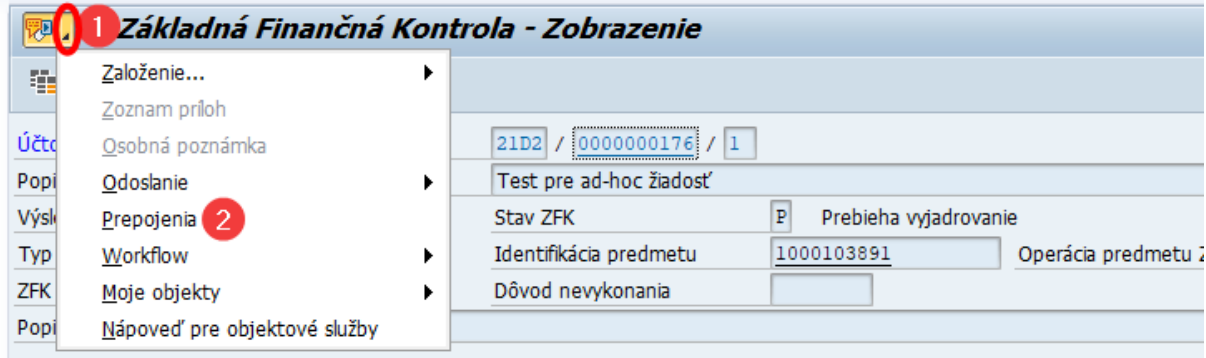 1 Základná Finančná Kontrola - Zobrazenie
Založenie...
Zoznam príloh
Účto 21D2 / 0000000176 / 1
Osobná poznámka
Popi Test pre ad-hoc žiadosť
Odoslanie
Výsl Stav ZFK P Prebieha vyjadrovanie
Prepojenia 2
Typ Identifikácia predmetu 1000103891 Operácia predmetu Z
Workflow
ZFK Dôvod nevykonania
Moje objekty
Popi
Nápoveď pre objektové služby